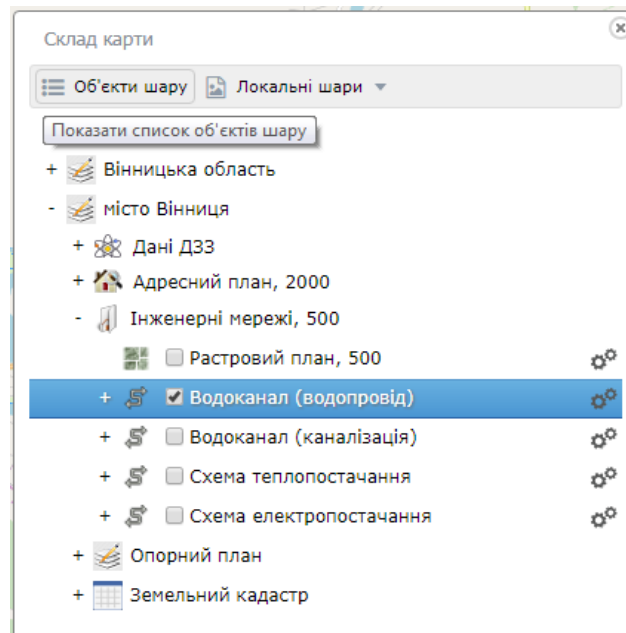 Склад карти
Об'єкти шару Локальні шари
Показати список об'єктів шару
+ Вінницька область
- місто Вінниця
+ Дані ДЗЗ
+ Адресний план, 2000
- Інженерні мережі, 500
Растровий план, 500
+ Водоканал (водопровід)
+ Водоканал (каналізація)
+ Схема теплопостачання
+ Схема електропостачання
+ Опорний план
+ Земельний кадастр